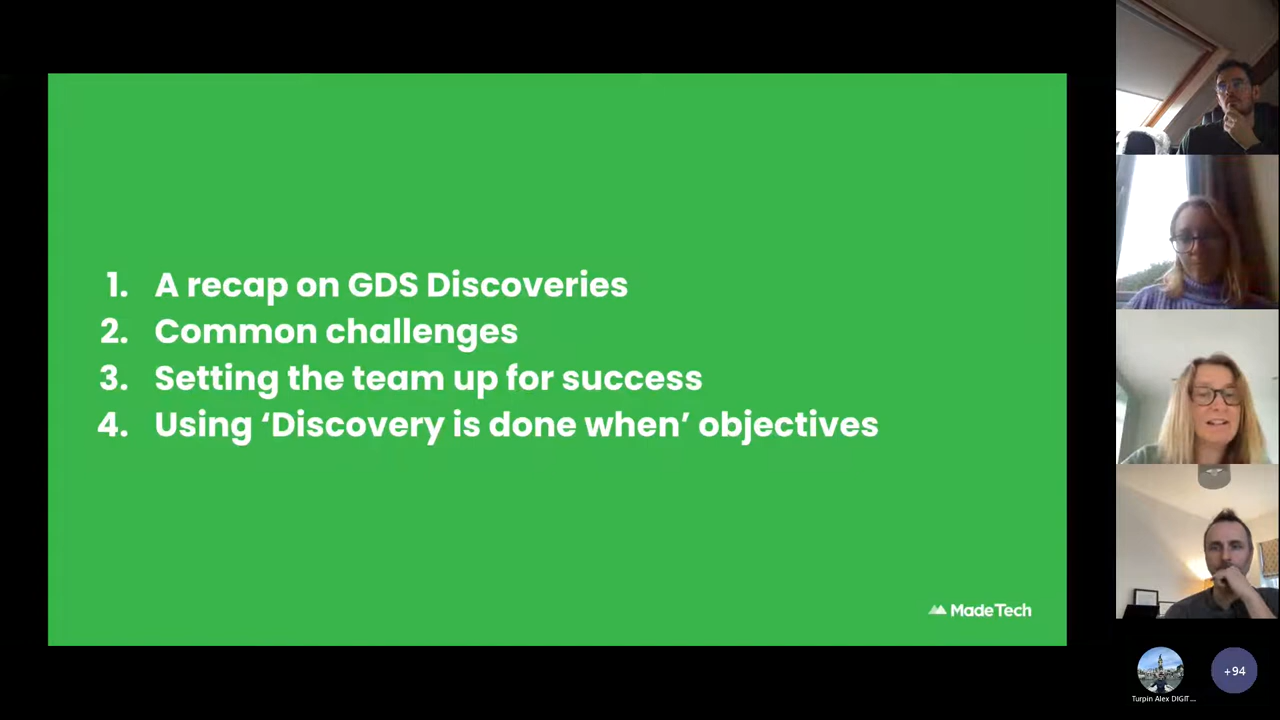 1. A recap on GDS Discoveries
2. Common challenges
3. Setting the team up for success
4. Using ‘Discovery is done when’ objectives
MadeTech
Turpin Alex DIGIT...
+94